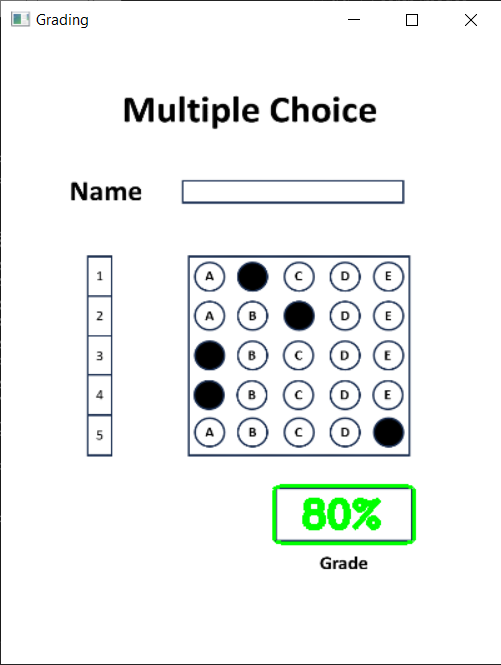 Grading
Multiple Choice
Name
1 A C D E
2 A B D E
3 B C D E
4 B C D E
5 A B C D
80%
Grade